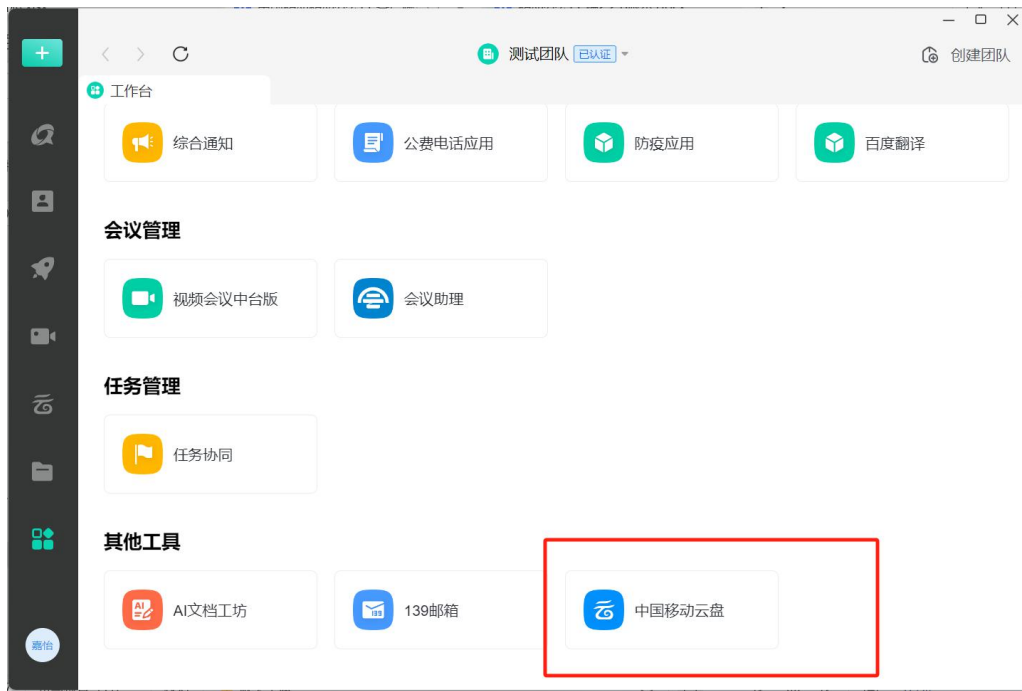 测试团队 已认证 创建团队
工作台
综合通知 公费电话应用 防疫应用 百度翻译
会议管理
视频会议中台版 会议助理
任务管理
任务协同
其他工具
AI文档工坊 139邮箱 中国移动云盘
嘉怡